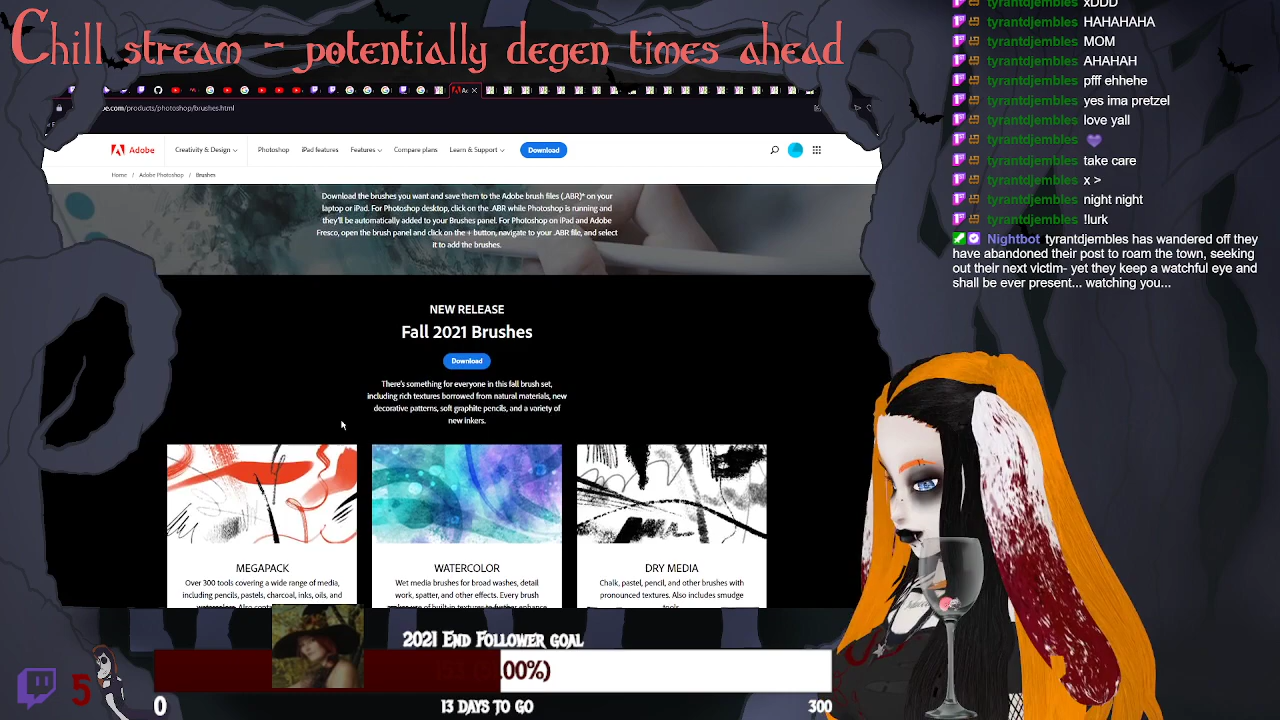 Chill stream - potentially degen times ahead
Ac
be.com/products/photoshop/brushes.html
Adobe
Creativity & Design
Photoshop
iPad features
Features
Compare plans
Learn & Support
Download
Home / Adobe Photoshop / Brushes
Download the brushes you want and save them to the Adobe brush files (.ABR)* on your
laptop or iPad. For Photoshop desktop, click on the .ABR while Photoshop is running and
they'll be automatically added to your Brushes panel. For Photoshop on iPad and Adobe
Fresco, open the brush panel and click on the + button, navigate to your .ABR file, and select
it to add the brushes.
NEW RELEASE
Fall 2021 Brushes
Download
There's something for everyone in this fall brush set,
including rich textures borrowed from natural materials, new
decorative patterns, soft graphite pencils, and a variety of
new inkers.
MEGAPACK
Over 300 tools covering a wide range of media,
including pencils, pastels, charcoal, inks, oils, and
WATERCOLOR
Wet media brushes for broad washes, detail
work, spatter, and other effects. Every brush
DRY MEDIA
Chalk, pastel, pencil, and other brushes with
pronounced textures. Also includes smudge
tools.
2021 End Follower goal
.00%)
0
13 DAYS TO GO
300
5
tyrantdjembles xDDD
tyrantdjembles HAHAHAHA
tyrantdjembles MOM
tyrantdjembles AHAHAH
tyrantdjembles pfff ehhehe
tyrantdjembles yes ima pretzel
tyrantdjembles love yall
tyrantdjembles 💜
tyrantdjembles take care
tyrantdjembles x >
tyrantdjembles night night
tyrantdjembles !lurk
Nightbot tyrantdjembles has wandered off they
have abandoned their post to roam the town, seeking
out their next victim- yet they keep a watchful eye and
shall be ever present... watching you...